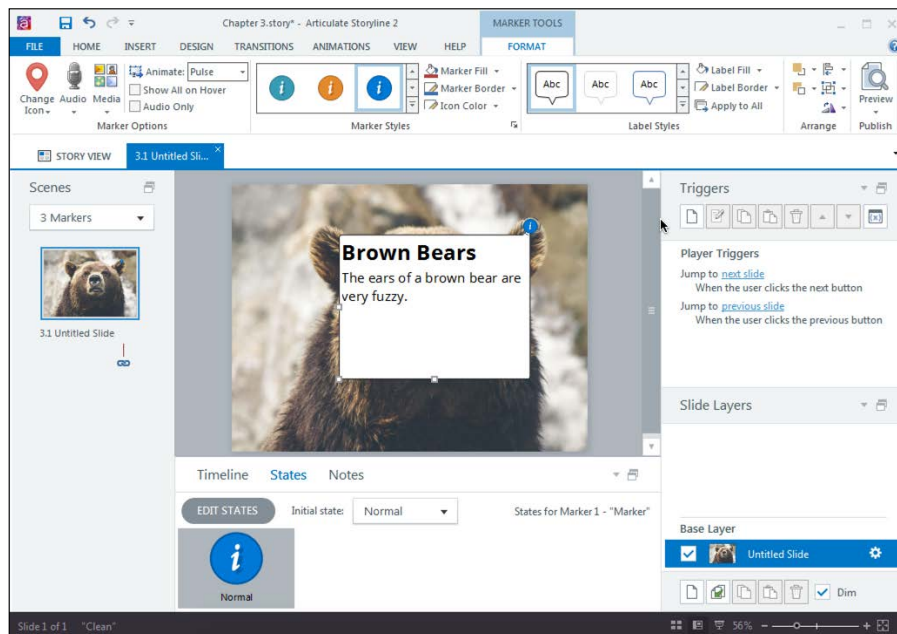 Chapter 3.story* - Articulate Storyline 2
MARKER TOOLS
FILE HOME INSERT DESIGN TRANSITIONS ANIMATIONS VIEW HELP FORMAT
Change Icon
Audio
Media
Animate: Pulse
Show All on Hover
Audio Only
Marker Options
i i i
Marker Fill
Marker Border
Icon Color
Marker Styles
Abc Abc Abc
Label Fill
Label Border
Apply to All
Label Styles
Arrange
Preview
Publish
STORY VIEW
3.1 Untitled Sli...
Scenes
3 Markers
3.1 Untitled Slide
i
Brown Bears
The ears of a brown bear are
very fuzzy.
Timeline States Notes
EDIT STATES Initial state: Normal States for Marker 1 - "Marker"
i
Normal
Triggers
Player Triggers
Jump to next slide
When the user clicks the next button
Jump to previous slide
When the user clicks the previous button
Slide Layers
Base Layer
Untitled Slide
Dim
Slide 1 of 1 "Clean" 56%